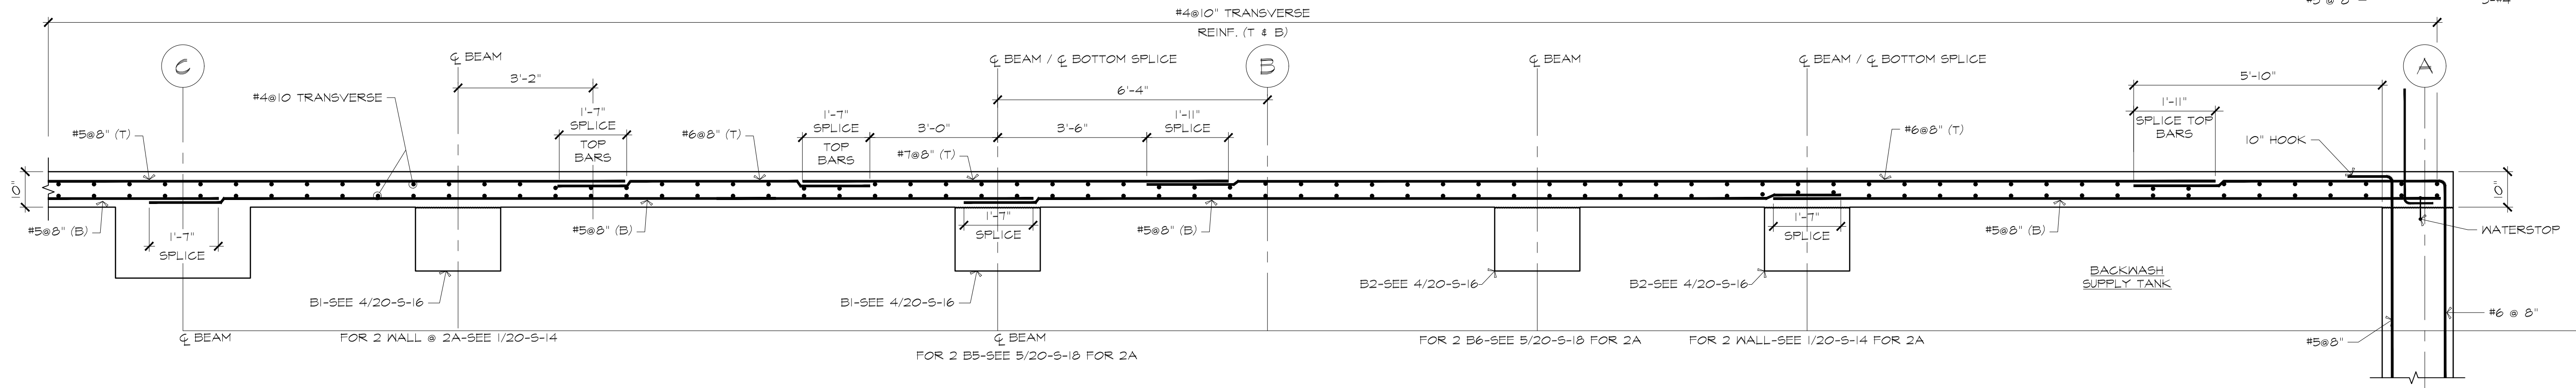 #4@10" TRANSVERSE
REINF. (T & B)
#5 @ 8"
3-#4
C
℄ BEAM
3'-2"
℄ BEAM / ℄ BOTTOM SPLICE
B
6'-4"
℄ BEAM
℄ BEAM / ℄ BOTTOM SPLICE
5'-10"
A
#4@10 TRANSVERSE
#5@8" (T)
1'-7"
SPLICE
TOP
BARS
#6@8" (T)
1'-7"
SPLICE
TOP
BARS
3'-0"
#7@8" (T)
3'-6"
1'-11"
SPLICE
#6@8" (T)
1'-11"
SPLICE TOP
BARS
10" HOOK
10"
10"
#5@8" (B)
1'-7"
SPLICE
#5@8" (B)
1'-7"
SPLICE
#5@8" (B)
1'-7"
SPLICE
#5@8" (B)
WATERSTOP
B1-SEE 4/20-S-16
B1-SEE 4/20-S-16
B2-SEE 4/20-S-16
B2-SEE 4/20-S-16
BACKWASH
SUPPLY TANK
#6 @ 8"
℄ BEAM
FOR 2 WALL @ 2A-SEE 1/20-S-14
℄ BEAM
FOR 2 B5-SEE 5/20-S-18 FOR 2A
FOR 2 B6-SEE 5/20-S-18 FOR 2A
FOR 2 WALL-SEE 1/20-S-14 FOR 2A
#5@8"